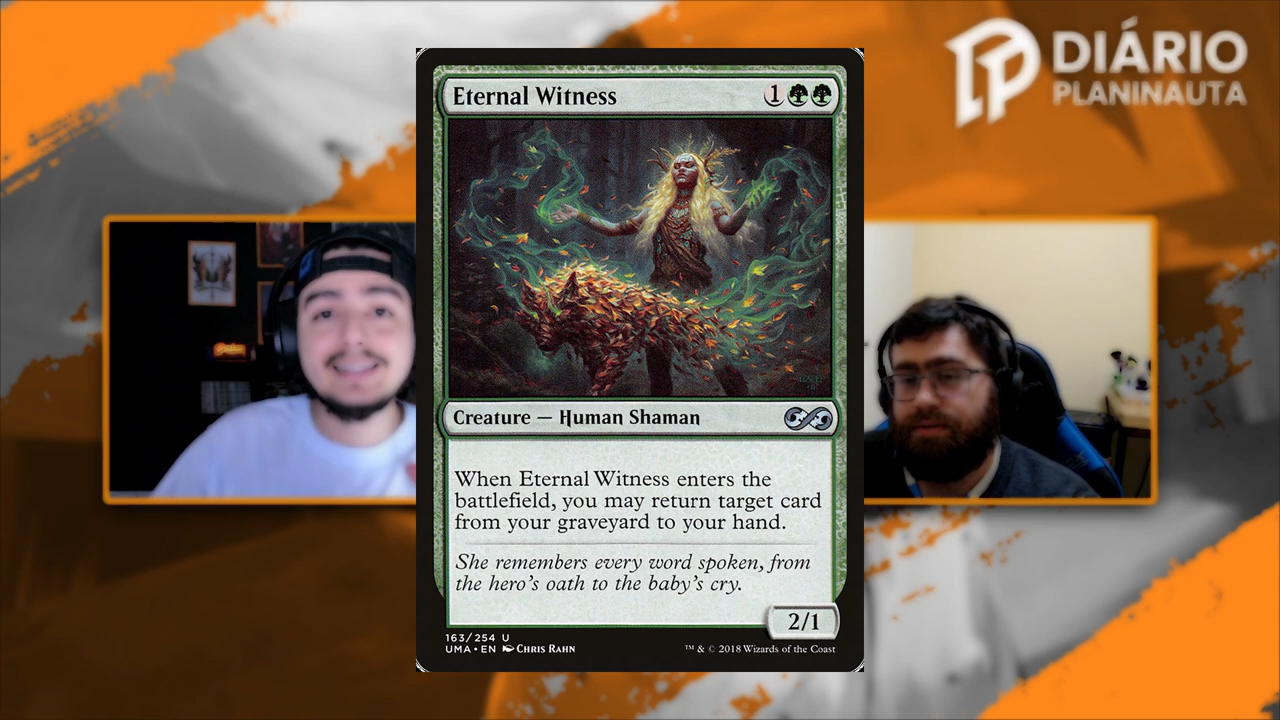 DIÁRIO
PLANINAUTA
Eternal Witness
1
Creature — Human Shaman
When Eternal Witness enters the
battlefield, you may return target card
from your graveyard to your hand.
She remembers every word spoken, from
the hero's oath to the baby's cry.
2/1
163/254 U
UMA • EN Chris Rahn
™ & © 2018 Wizards of the Coast